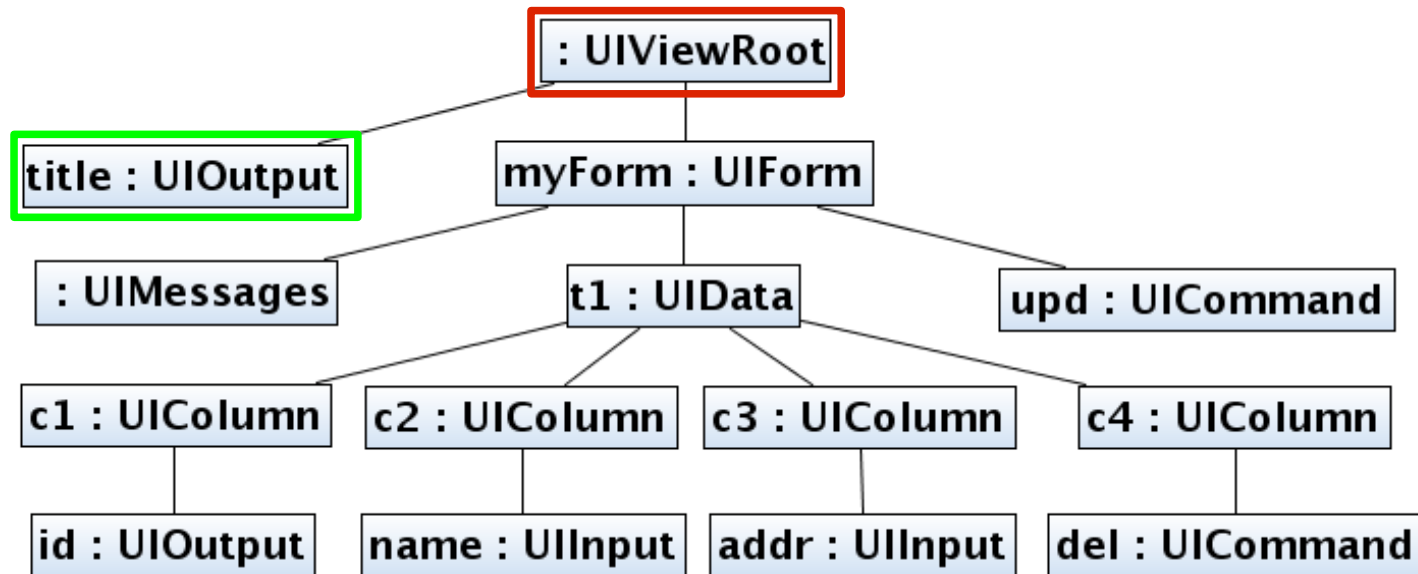 : UIViewRoot
title : UIOutput
myForm : UIForm
: UIMessages
t1 : UIData
upd : UICommand
c1 : UIColumn
c2 : UIColumn
c3 : UIColumn
c4 : UIColumn
id : UIOutput
name : UIInput
addr : UIInput
del : UICommand